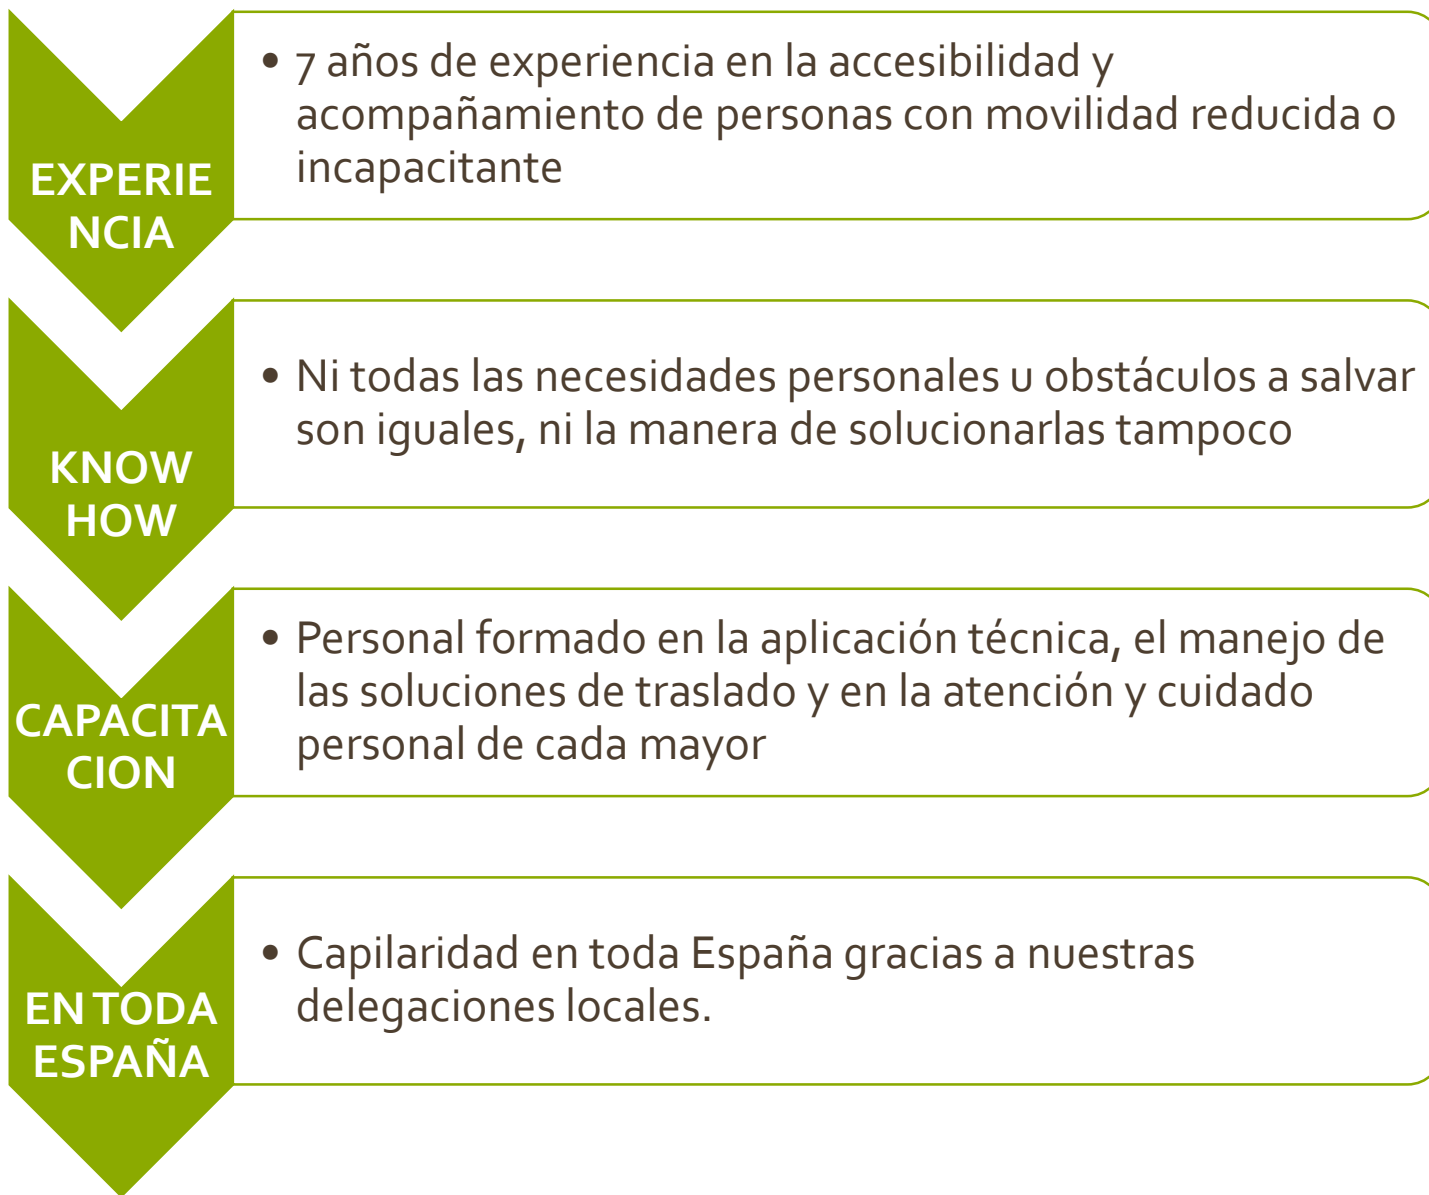 EXPERIE
NCIA
• 7 años de experiencia en la accesibilidad y
acompañamiento de personas con movilidad reducida o
incapacitante
KNOW
HOW
• Ni todas las necesidades personales u obstáculos a salvar
son iguales, ni la manera de solucionarlas tampoco
CAPACITA
CION
• Personal formado en la aplicación técnica, el manejo de
las soluciones de traslado y en la atención y cuidado
personal de cada mayor
EN TODA
ESPAÑA
• Capilaridad en toda España gracias a nuestras
delegaciones locales.